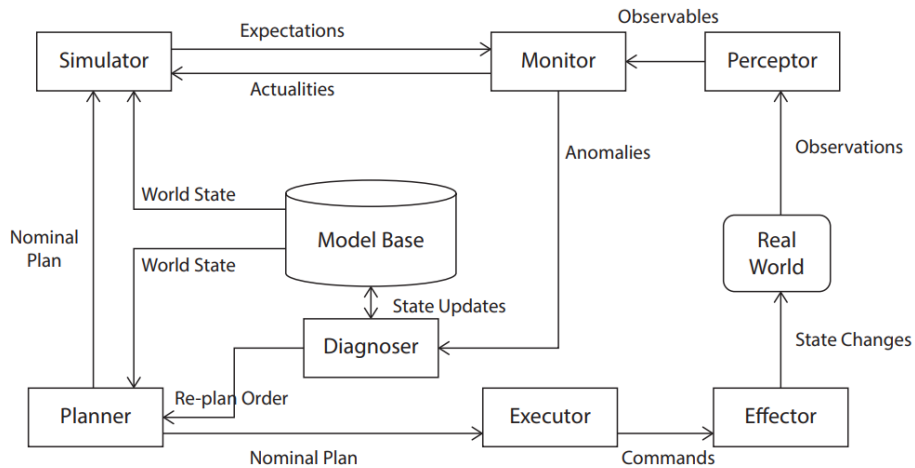 Observables
Expectations
Simulator
Monitor
Perceptor
Actualities
Anomalies
Observations
World State
Nominal
Plan
Model Base
Real
World
World State
State Updates
Diagnoser
State Changes
Re-plan Order
Planner
Executor
Effector
Nominal Plan
Commands